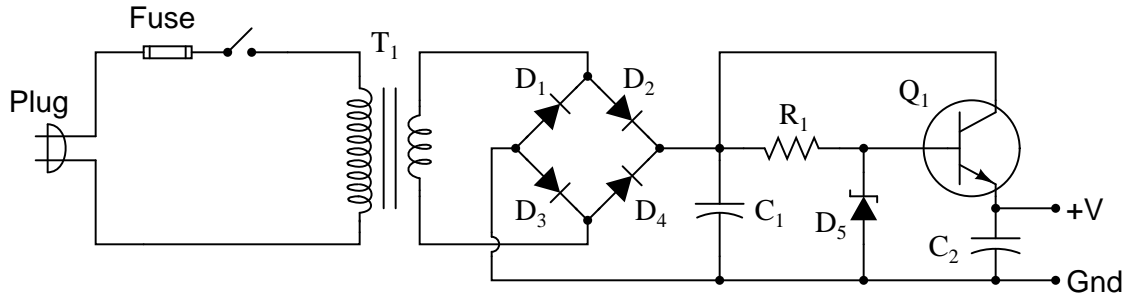 Fuse
T1
Plug
D1
D2
D3
D4
R1
C1
D5
Q1
C2
+V
Gnd